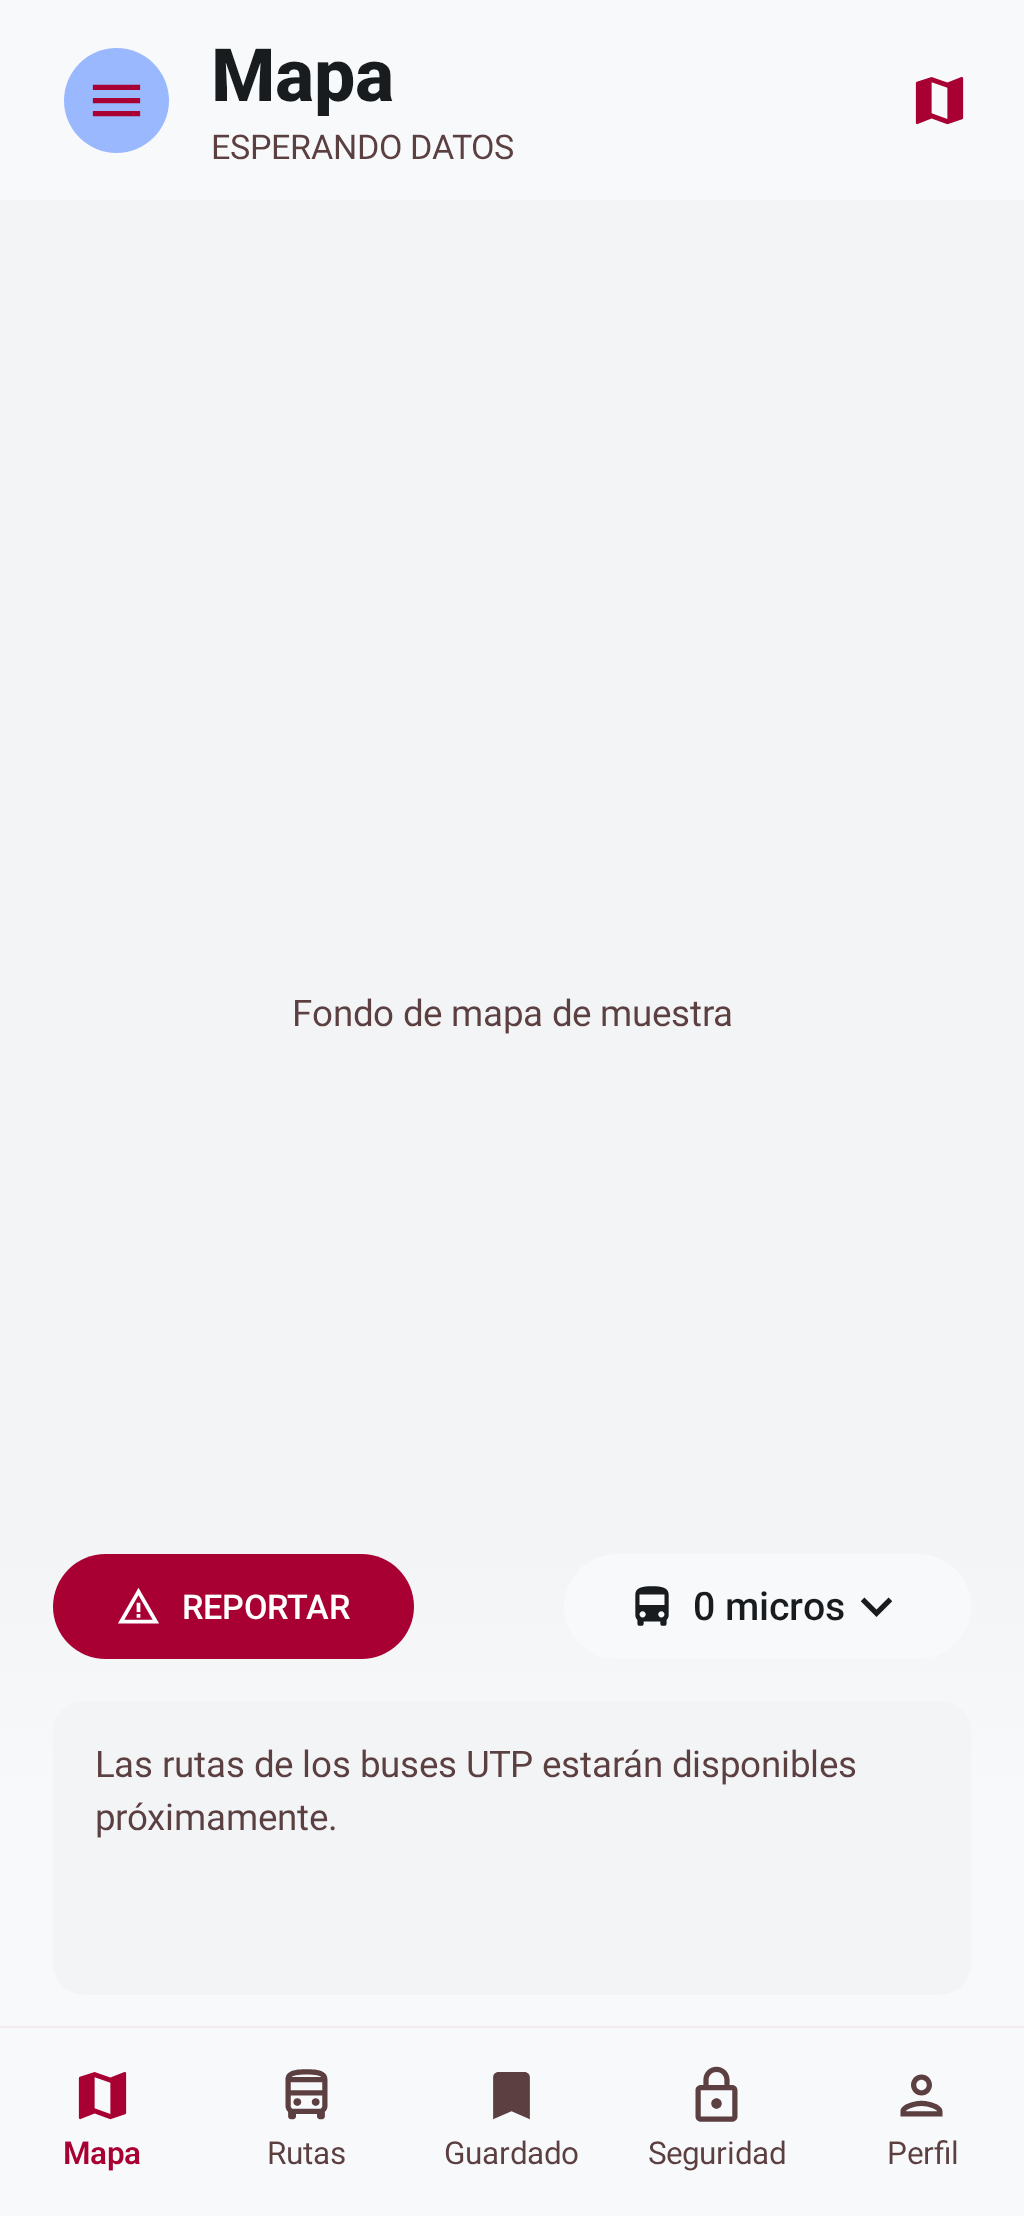 Mapa
ESPERANDO DATOS
Fondo de mapa de muestra
REPORTAR
0 micros
Las rutas de los buses UTP estarán disponibles
próximamente.
Mapa
Rutas
Guardado
Seguridad
Perfil